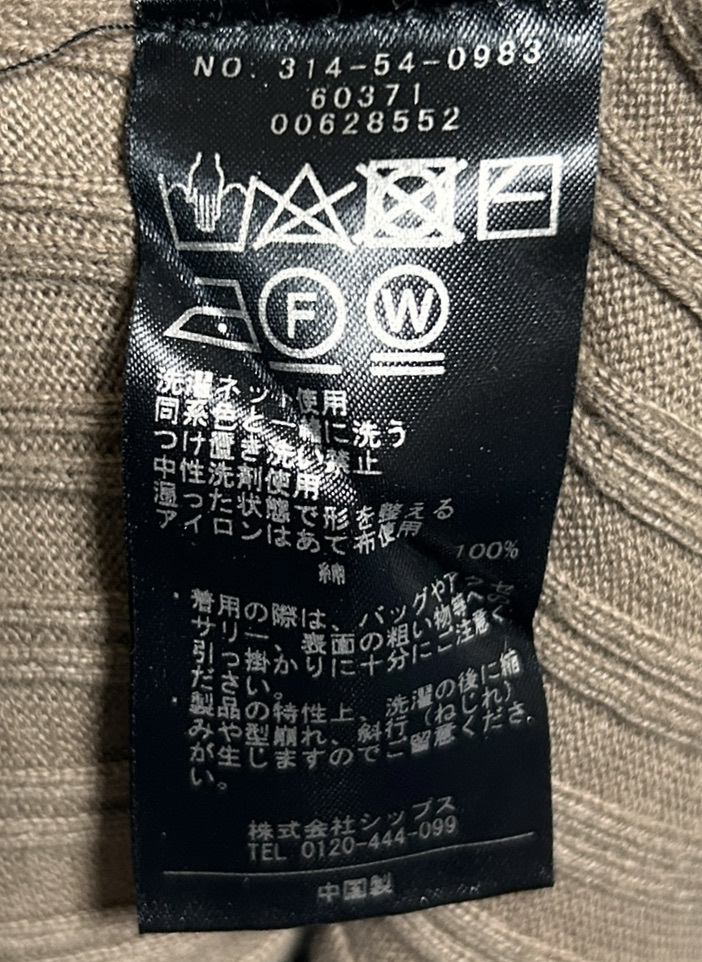 NO. 314-54-0983
60371
00628552
F W
洗濯ネット使用
同系色と一緒に洗う
つけ置き洗い禁止
中性洗剤使用
湿った状態で形を整える
アイロンはあて布使用
綿 100%
・着用の際は、バッグやアクセ
サリー、表面の粗い物等へ
引っ掛かりに十分にご注意く
ださい。
・製品の特性上、洗濯の後に縮
みや型崩れ、斜行（ねじれ）
が生じますのでご留意くださ
い。
株式会社シップス
TEL 0120-444-099
中国製